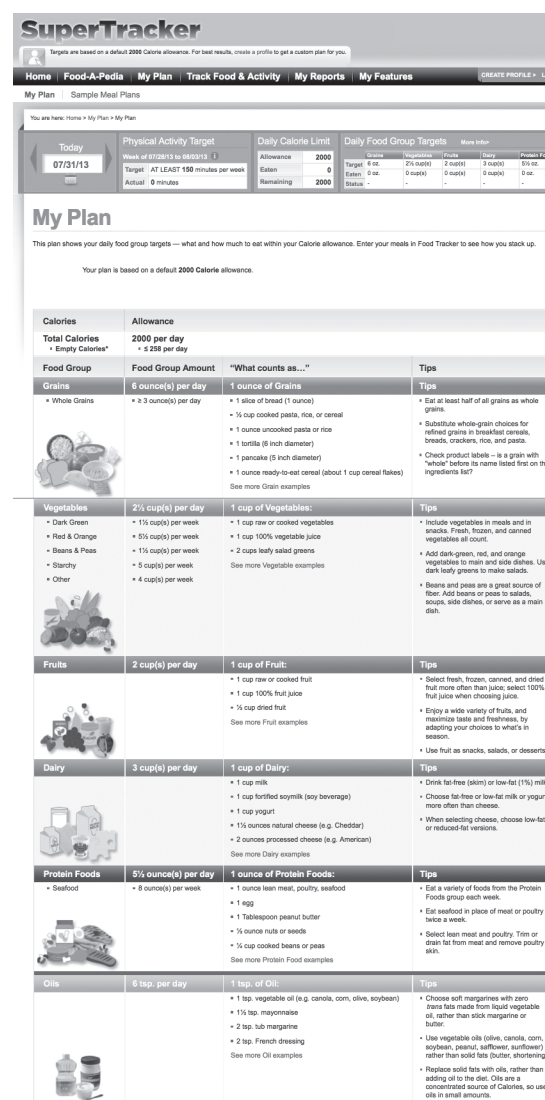 SuperTracker
Targets are based on a default 2000 Calorie allowance. For best results, create a profile to get a custom plan for you.
Home | Food-A-Pedia | My Plan | Track Food & Activity | My Reports | My Features CREATE PROFILE >
My Plan | Sample Meal Plans
You are here: Home > My Plan > My Plan
Today
07/31/13
Physical Activity Target
Week of 07/28/13 to 08/03/13
Target AT LEAST 150 minutes per week
Actual 0 minutes
Daily Calorie Limit
Allowance 2000
Eaten 0
Remaining 2000
Daily Food Group Targets More Info>
Grains Vegetables Fruits Dairy Protein
Target 6 oz. 2½ cup(s) 2 cup(s) 3 cup(s) 5½ oz.
Eaten 0 oz. 0 cup(s) 0 cup(s) 0 cup(s) 0 oz.
Status - - - - -
My Plan
This plan shows your daily food group targets — what and how much to eat within your Calorie allowance. Enter your meals in Food Tracker to see how you stack up.
Your plan is based on a default 2000 Calorie allowance.
Calories Allowance
Total Calories 2000 per day
▪ Empty Calories* ▪ ≤ 258 per day
Food Group Food Group Amount "What counts as..." Tips
Grains 6 ounce(s) per day 1 ounce of Grains Tips
▪ Whole Grains
▪ ≥ 3 ounce(s) per day
▪ 1 slice of bread (1 ounce)
▪ ½ cup cooked pasta, rice, or cereal
▪ 1 ounce uncooked pasta or rice
▪ 1 tortilla (6 inch diameter)
▪ 1 pancake (5 inch diameter)
▪ 1 ounce ready-to-eat cereal (about 1 cup cereal flakes)
See more Grain examples
▪ Eat at least half of all grains as whole
grains.
▪ Substitute whole-grain choices for
refined grains in breakfast cereals,
breads, crackers, rice, and pasta.
▪ Check product labels – is a grain with
"whole" before its name listed first on
ingredients list?
Vegetables 2½ cup(s) per day 1 cup of Vegetables: Tips
▪ Dark Green ▪ 1½ cup(s) per week
▪ Red & Orange ▪ 5½ cup(s) per week
▪ Beans & Peas ▪ 1½ cup(s) per week
▪ Starchy ▪ 5 cup(s) per week
▪ Other ▪ 4 cup(s) per week
▪ 1 cup raw or cooked vegetables
▪ 1 cup 100% vegetable juice
▪ 2 cups leafy salad greens
See more Vegetable examples
▪ Include vegetables in meals and in
snacks. Fresh, frozen, and canned
vegetables all count.
▪ Add dark-green, red, and orange
vegetables to main and side dishes.
dark leafy greens to make salads.
▪ Beans and peas are a great source of
fiber. Add beans or peas to salads,
soups, side dishes, or serve as a main
dish.
Fruits 2 cup(s) per day 1 cup of Fruit: Tips
▪ 1 cup raw or cooked fruit
▪ 1 cup 100% fruit juice
▪ ½ cup dried fruit
See more Fruit examples
▪ Select fresh, frozen, canned, and dried
fruit more often than juice; select 100%
fruit juice when choosing juice.
▪ Enjoy a wide variety of fruits, and
maximize taste and freshness, by
adapting your choices to what's in
season.
▪ Use fruit as snacks, salads, or desserts
Dairy 3 cup(s) per day 1 cup of Dairy: Tips
▪ 1 cup milk
▪ 1 cup fortified soymilk (soy beverage)
▪ 1 cup yogurt
▪ 1½ ounces natural cheese (e.g. Cheddar)
▪ 2 ounces processed cheese (e.g. American)
See more Dairy examples
▪ Drink fat-free (skim) or low-fat (1%)
▪ Choose fat-free or low-fat milk or
more often than cheese.
▪ When selecting cheese, choose low-fat
or reduced-fat versions.
Protein Foods 5½ ounce(s) per day 1 ounce of Protein Foods: Tips
▪ Seafood
▪ 8 ounce(s) per week
▪ 1 ounce lean meat, poultry, seafood
▪ 1 egg
▪ 1 Tablespoon peanut butter
▪ ½ ounce nuts or seeds
▪ ¼ cup cooked beans or peas
See more Protein Food examples
▪ Eat a variety of foods from the Protein
Foods group each week.
▪ Eat seafood in place of meat or poultry
twice a week.
▪ Select lean meat and poultry. Trim or
drain fat from meat and remove poultry
skin.
Oils 6 tsp. per day 1 tsp. of Oil: Tips
▪ 1 tsp. vegetable oil (e.g. canola, corn, olive, soybean)
▪ 1½ tsp. mayonnaise
▪ 2 tsp. tub margarine
▪ 2 tsp. French dressing
See more Oil examples
▪ Choose soft margarines with zero
trans fats made from liquid vegetable
oil, rather than stick margarine or
butter.
▪ Use vegetable oils (olive, canola, corn,
soybean, peanut, safflower, sunflower)
rather than solid fats (butter, shortening
▪ Replace solid fats with oils, rather than
adding oil to the diet. Oils are a
concentrated source of Calories, so use
oils in small amounts.